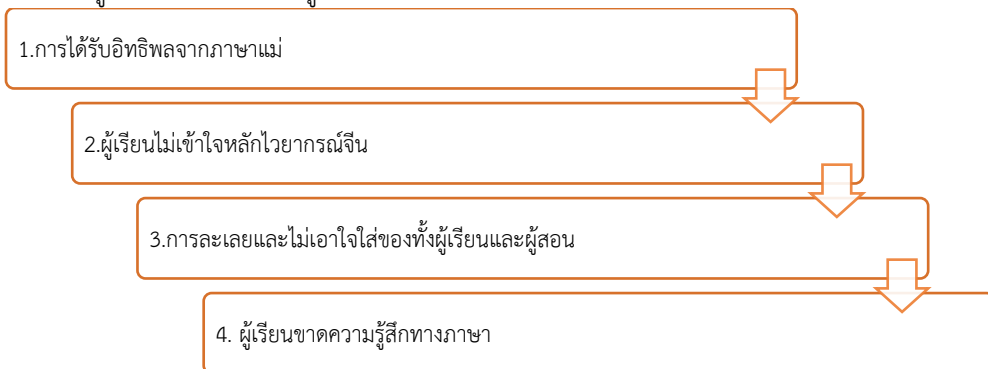 1.การได้รับอิทธิพลจากภาษาแม่
2.ผู้เรียนไม่เข้าใจหลักไวยากรณ์จีน
3.การละเลยและไม่เอาใจใส่ของทั้งผู้เรียนและผู้สอน
4. ผู้เรียนขาดความรู้สึกทางภาษา